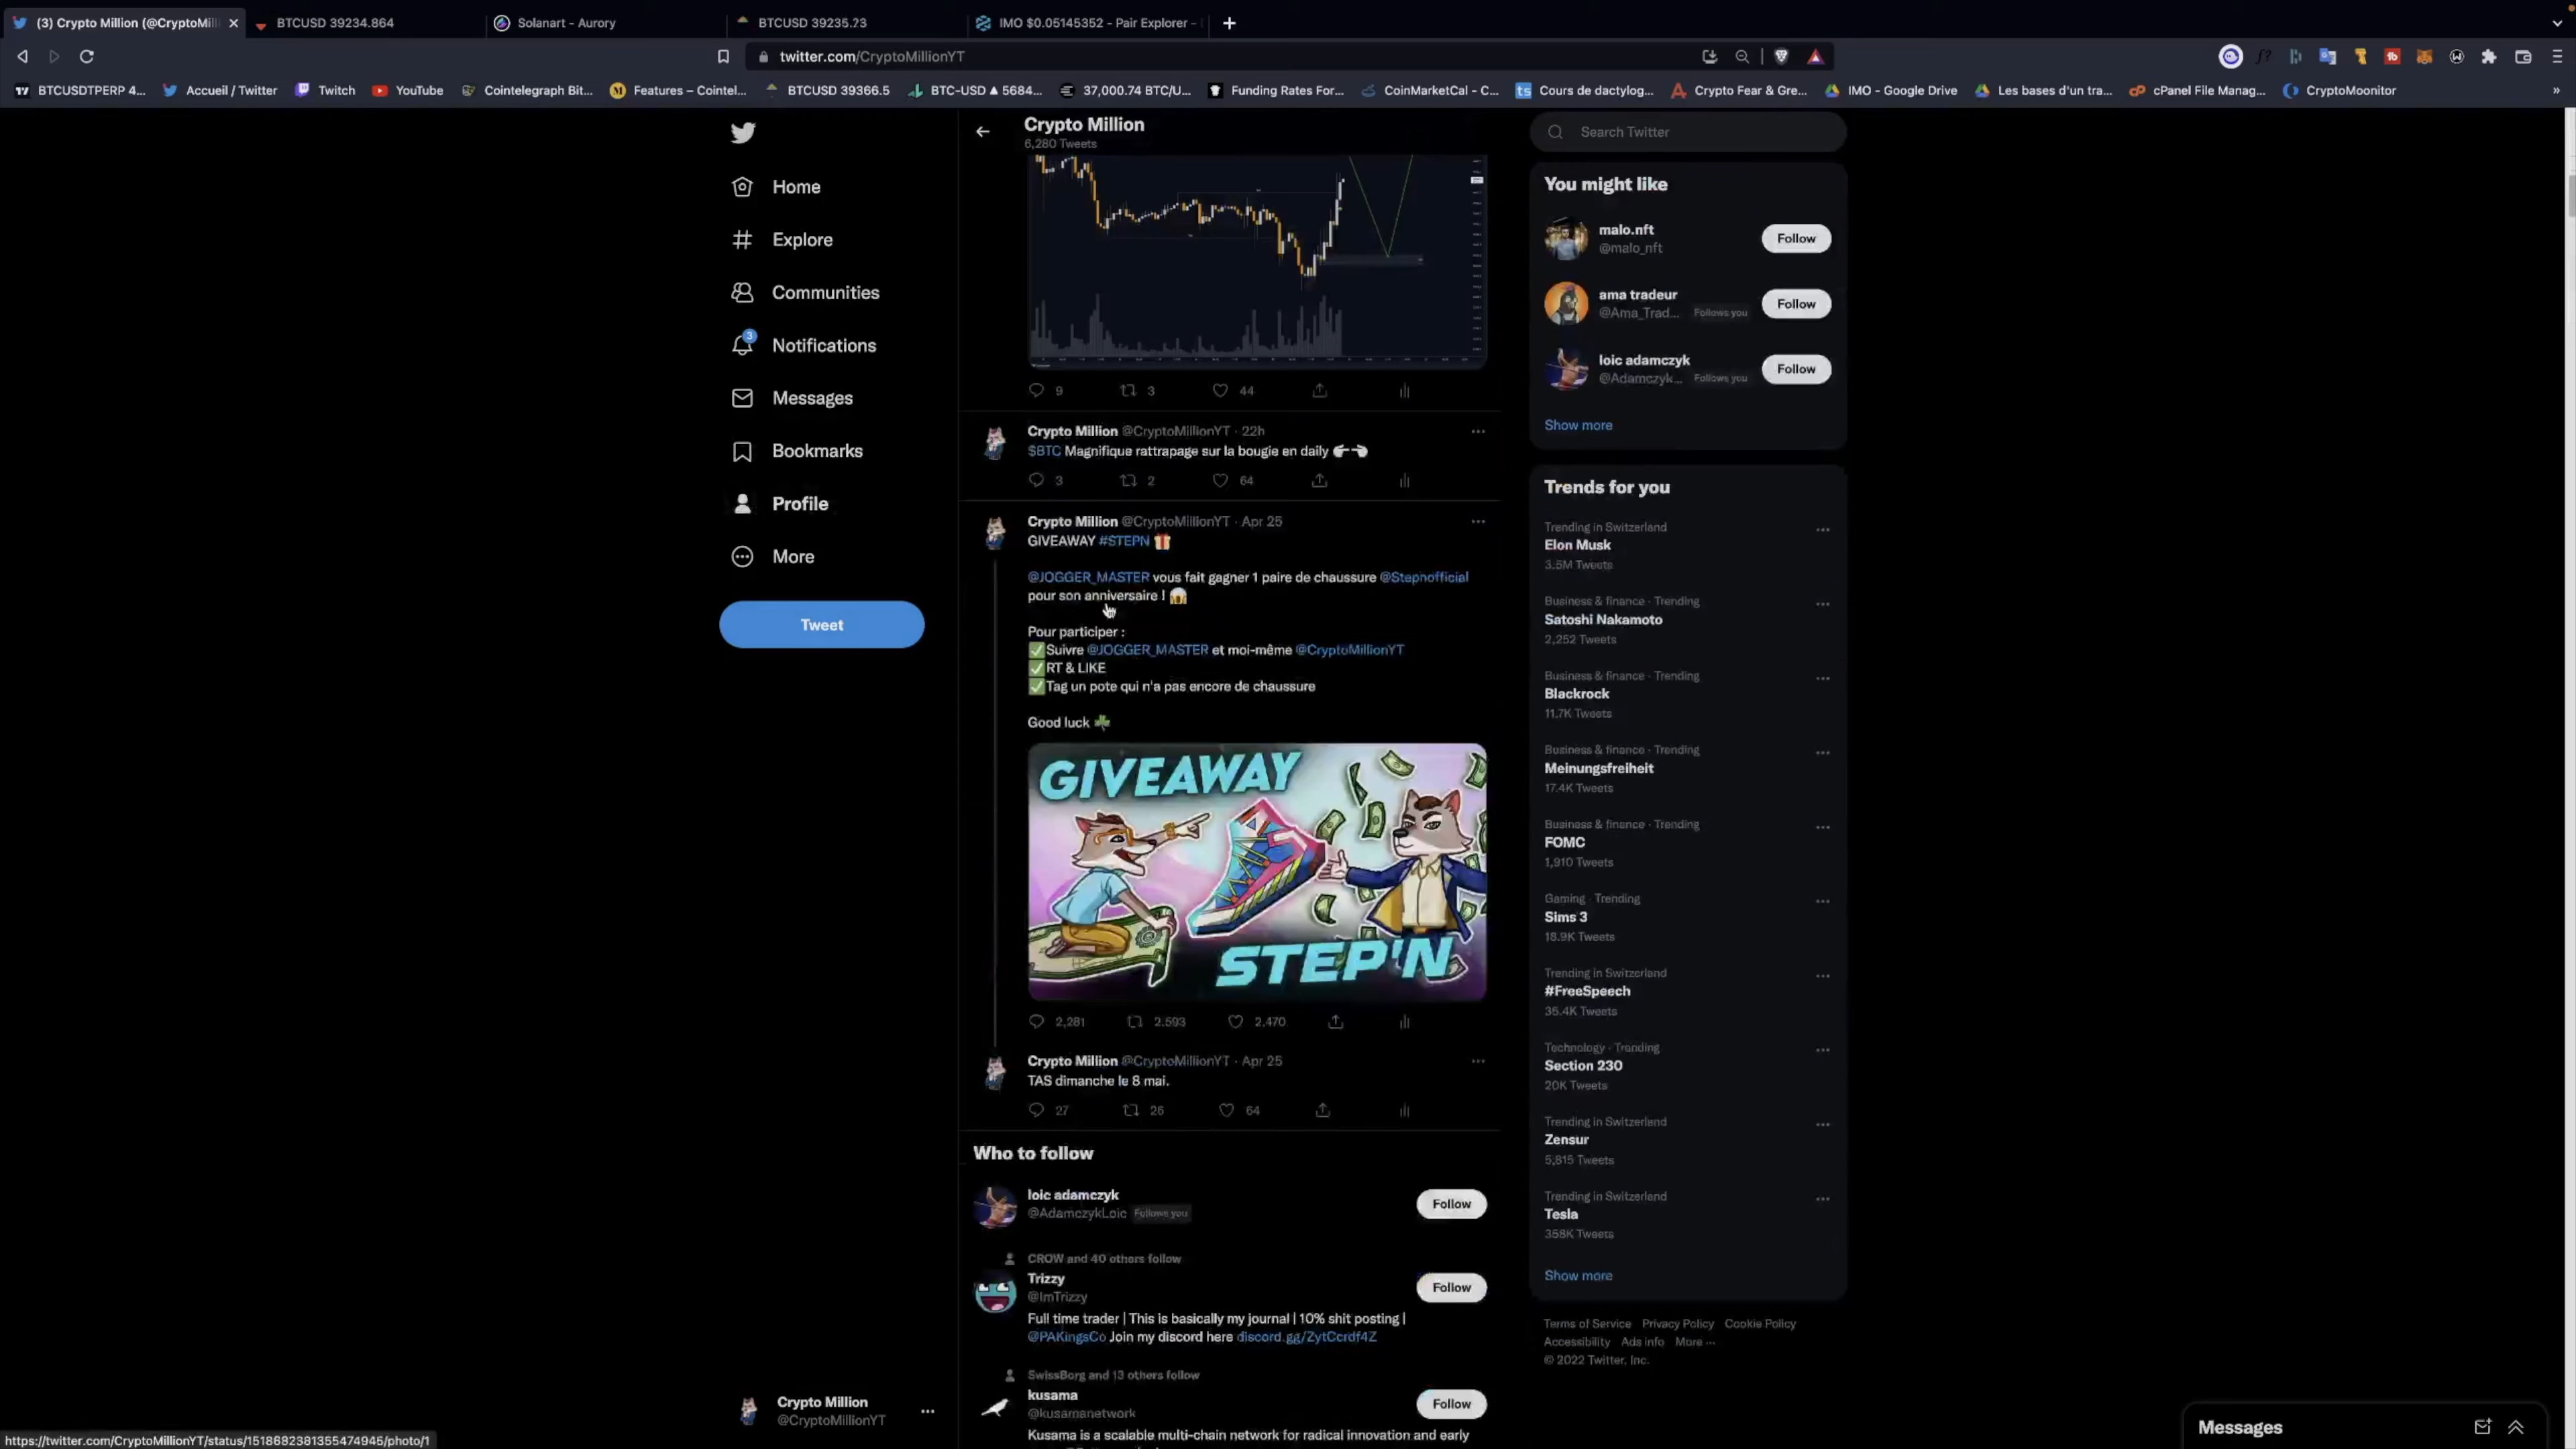 (3) Crypto Million (@CryptoMill
BTCUSD 39234.864
Solanart - Aurory
BTCUSD 39235.73
IMO $0.05145352 - Pair Explorer -
twitter.com/CryptoMillionYT
BTCUSDTPERP 4...
Accueil / Twitter
Twitch
YouTube
Cointelegraph Bit...
Features – Cointel...
BTCUSD 39366.5
BTC-USD ▲ 5684...
37,000.74 BTC/U...
Funding Rates For...
CoinMarketCal - C...
Cours de dactylog...
Crypto Fear & Gre...
IMO - Google Drive
Les bases d'un tra...
cPanel File Manag...
CryptoMoonitor
»
Home
Explore
Communities
3
Notifications
Messages
Bookmarks
Profile
More
Tweet
Crypto Million
@CryptoMillionYT
Crypto Million
6,280 Tweets
9 3 44
Crypto Million @CryptoMillionYT · 22h
$BTC Magnifique rattrapage sur la bougie en daily
3 2 64
Crypto Million @CryptoMillionYT · Apr 25
GIVEAWAY #STEPN 🎁
@JOGGER_MASTER vous fait gagner 1 paire de chaussure @Stepnofficial
pour son anniversaire ! 😱
Pour participer :
✅Suivre @JOGGER_MASTER et moi-même @CryptoMillionYT
✅RT & LIKE
✅Tag un pote qui n'a pas encore de chaussure
Good luck ☘️
GIVEAWAY
STEP'N
2,281 2,593 2,470
Crypto Million @CryptoMillionYT · Apr 25
TAS dimanche le 8 mai.
27 26 64
Who to follow
loic adamczyk
@AdamczykLoic Follows you
Follow
CROW and 40 others follow
Trizzy
@ImTrizzy
Follow
Full time trader | This is basically my journal | 10% shit posting |
@PAKingsCo Join my discord here discord.gg/ZytCcrdf4Z
SwissBorg and 13 others follow
kusama
@kusamanetwork
Follow
Kusama is a scalable multi-chain network for radical innovation and early
Search Twitter
You might like
malo.nft
@malo_nft
Follow
ama tradeur
@Ama_Trad... Follows you
Follow
loic adamczyk
@Adamczyk... Follows you
Follow
Show more
Trends for you
Trending in Switzerland
Elon Musk
3.5M Tweets
Business & finance · Trending
Satoshi Nakamoto
2,252 Tweets
Business & finance · Trending
Blackrock
11.7K Tweets
Business & finance · Trending
Meinungsfreiheit
17.4K Tweets
Business & finance · Trending
FOMC
1,910 Tweets
Gaming · Trending
Sims 3
18.9K Tweets
Trending in Switzerland
#FreeSpeech
35.4K Tweets
Technology · Trending
Section 230
20K Tweets
Trending in Switzerland
Zensur
5,815 Tweets
Trending in Switzerland
Tesla
358K Tweets
Show more
Terms of Service Privacy Policy Cookie Policy
Accessibility Ads info More ···
© 2022 Twitter, Inc.
Messages
https://twitter.com/CryptoMillionYT/status/1518682381355474946/photo/1